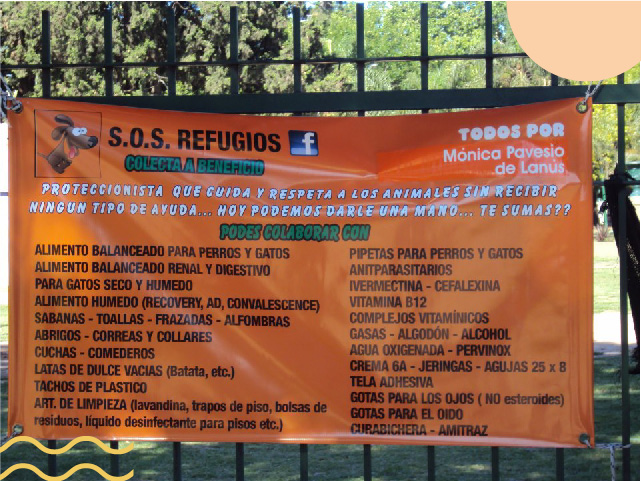 S.O.S. REFUGIOS f
COLECTA A BENEFICIO
TODOS POR
Mónica Pavesio
de Lanús
PROTECCIONISTA QUE CUIDA Y RESPETA A LOS ANIMALES SIN RECIBIR
NINGUN TIPO DE AYUDA... HOY PODEMOS DARLE UNA MANO... TE SUMAS??
PODES COLABORAR CON
ALIMENTO BALANCEADO PARA PERROS Y GATOS
ALIMENTO BALANCEADO RENAL Y DIGESTIVO
PARA GATOS SECO Y HUMEDO
ALIMENTO HUMEDO (RECOVERY, AD, CONVALESCENCE)
SABANAS - TOALLAS - FRAZADAS - ALFOMBRAS
ABRIGOS - CORREAS Y COLLARES
CUCHAS - COMEDEROS
LATAS DE DULCE VACIAS (Batata, etc.)
TACHOS DE PLASTICO
ART. DE LIMPIEZA (lavandina, trapos de piso, bolsas de
residuos, líquido desinfectante para pisos etc.)
PIPETAS PARA PERROS Y GATOS
ANITPARASITARIOS
IVERMECTINA - CEFALEXINA
VITAMINA B12
COMPLEJOS VITAMÍNICOS
GASAS - ALGODÓN - ALCOHOL
AGUA OXIGENADA - PERVINOX
CREMA 6A - JERINGAS - AGUJAS 25 x 8
TELA ADHESIVA
GOTAS PARA LOS OJOS ( NO esteroides)
GOTAS PARA EL OIDO
CURABICHERA - AMITRAZ